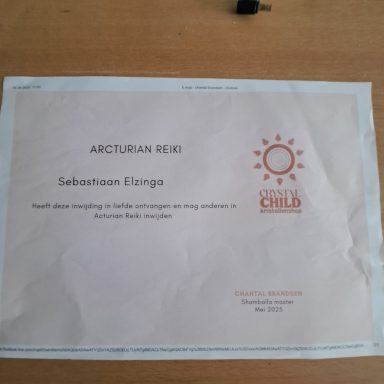 ARCTURIAN REIKI
Sebastiaan Elzinga
Heeft deze inwijding in liefde ontvangen en mag anderen in
Acturian Reiki inwijden
CRYSTAL
CHILD
kristallenshop
CHANTAL BRANDSEN
Shamballa master
Mei 2025